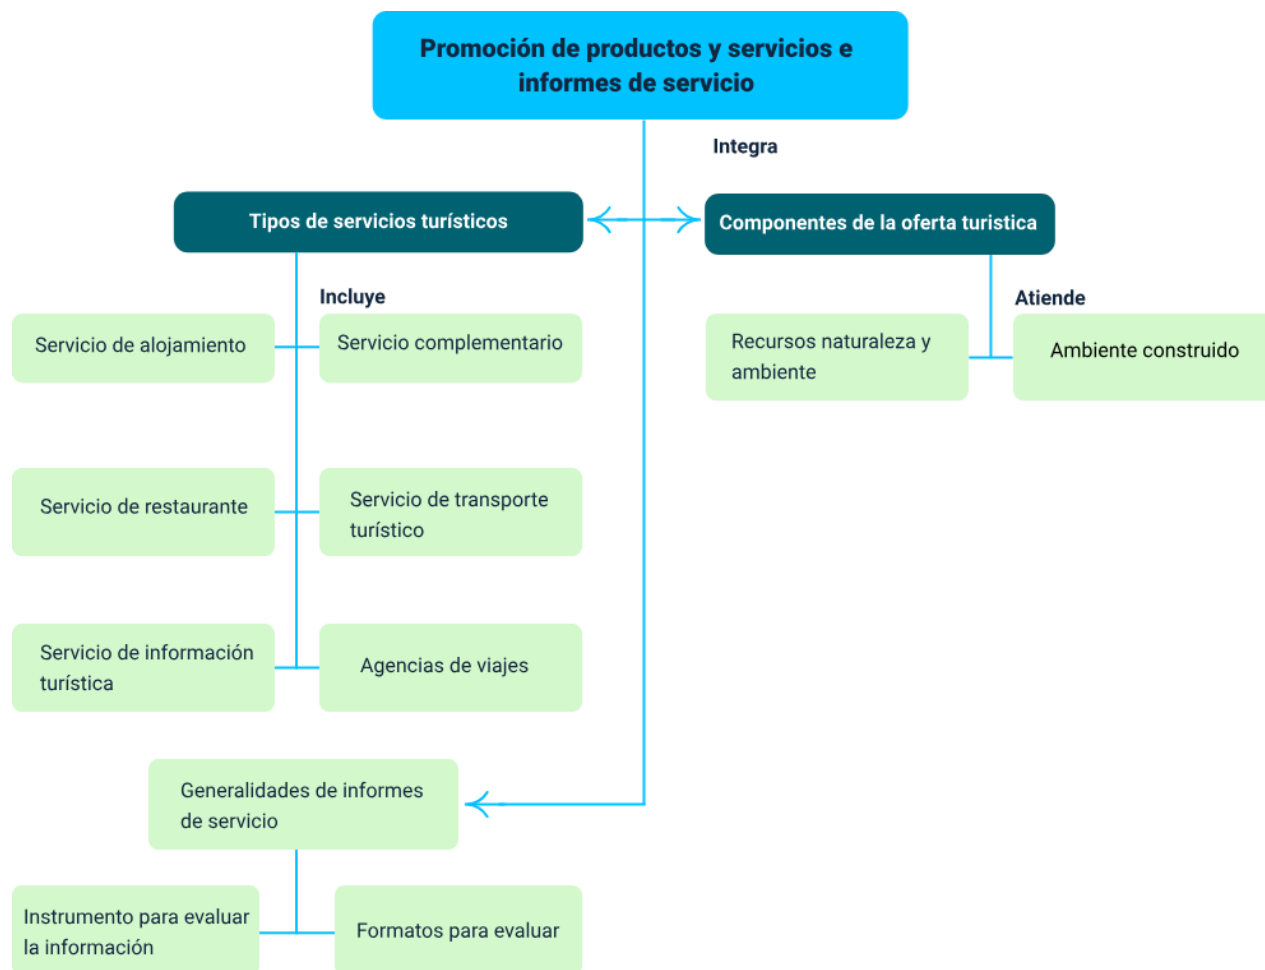 Promoción de productos y servicios e
informes de servicio
Integra
Tipos de servicios turísticos
Componentes de la oferta turistica
Incluye
Atiende
Servicio de alojamiento
Servicio complementario
Recursos naturaleza y
ambiente
Ambiente construido
Servicio de restaurante
Servicio de transporte
turístico
Servicio de información
turística
Agencias de viajes
Generalidades de informes
de servicio
Instrumento para evaluar
la información
Formatos para evaluar